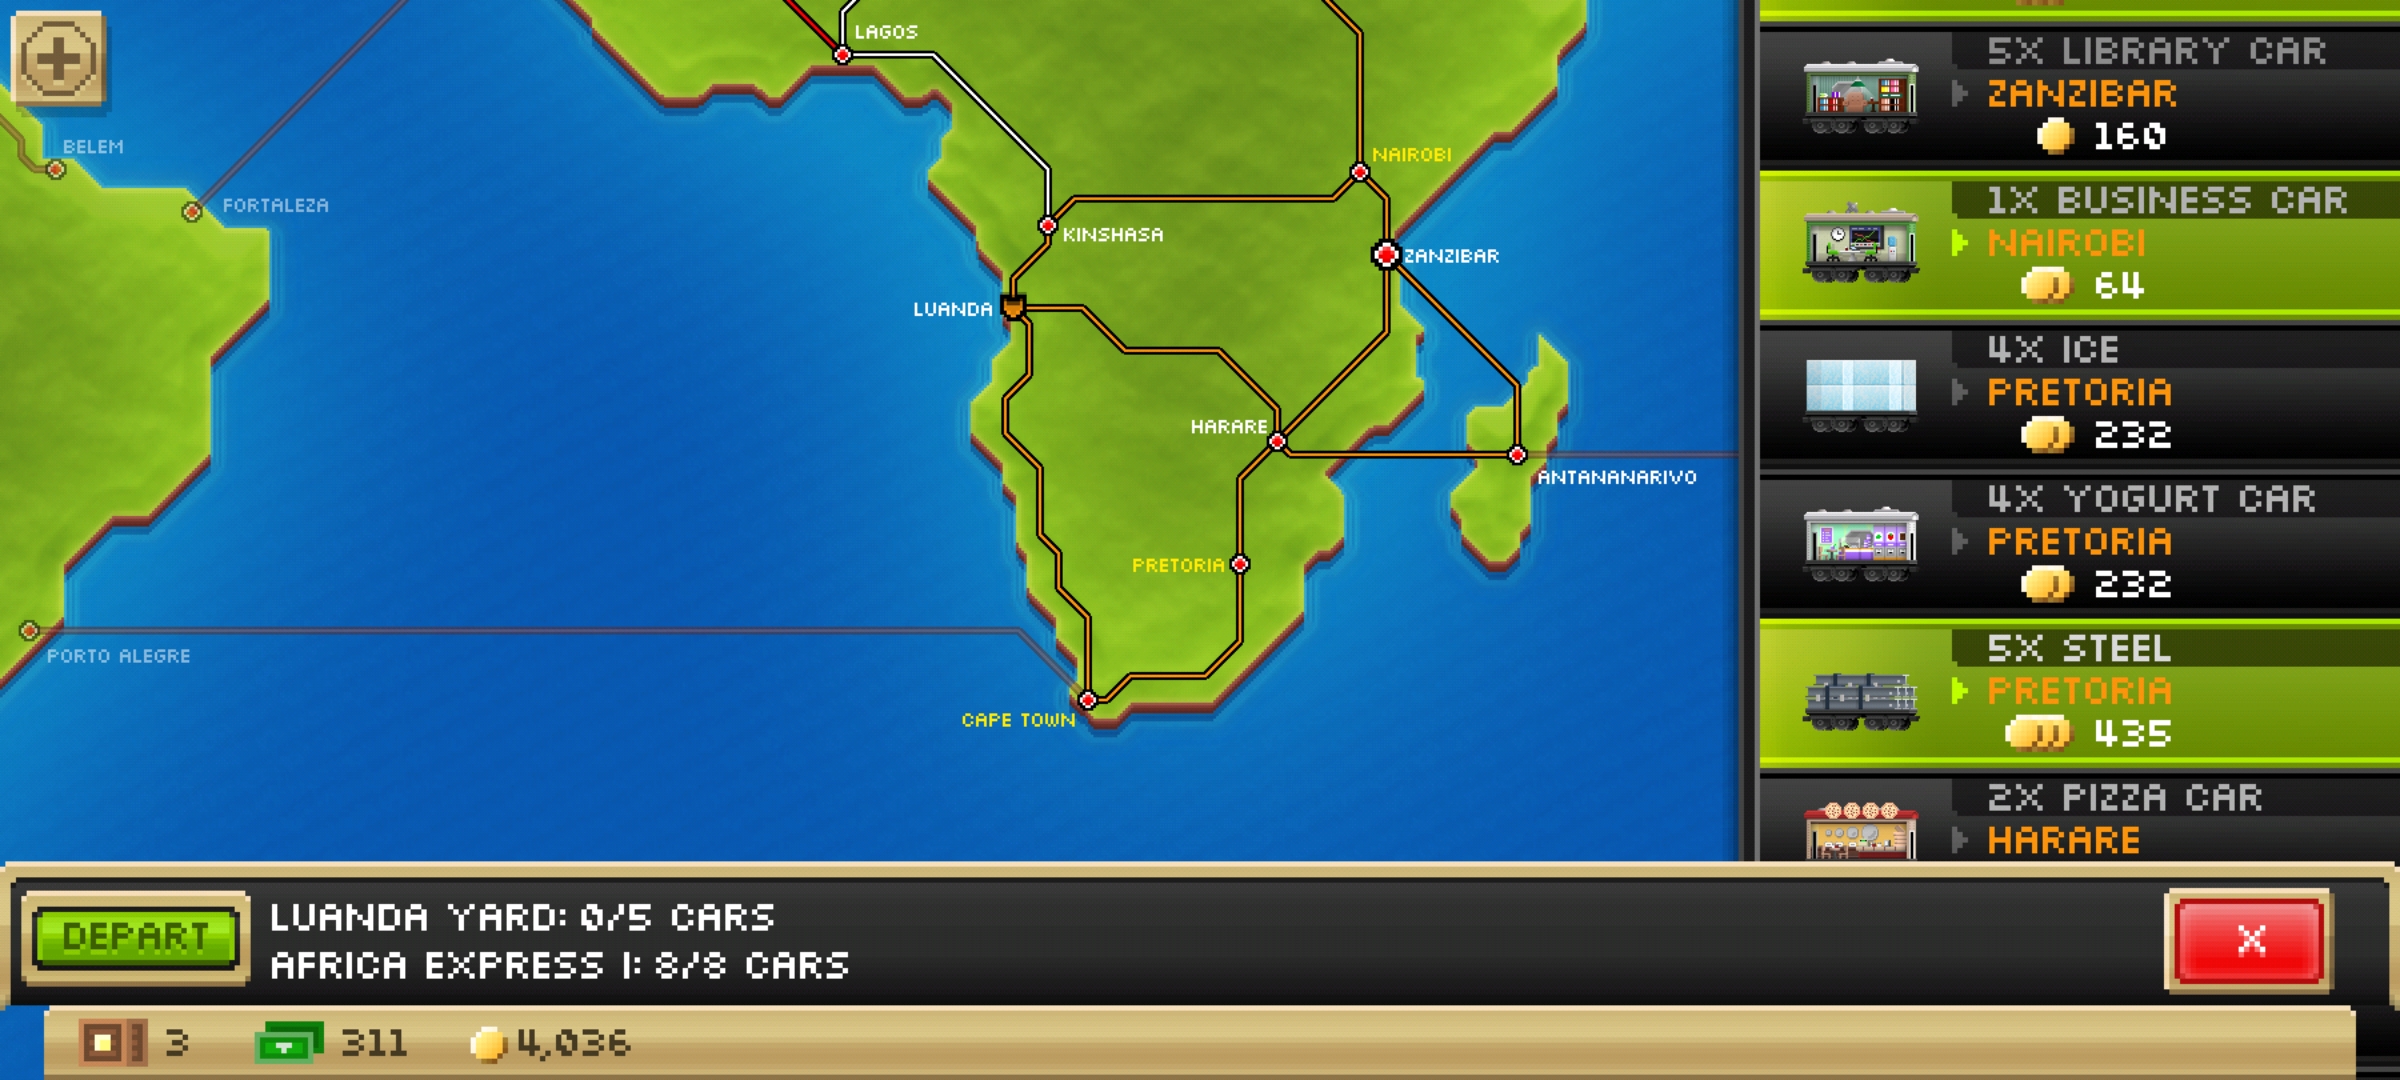 LAGOS
BELEM
FORTALEZA
NAIROBI
KINSHASA
ZANZIBAR
LUANDA
HARARE
ANTANANARIVO
PRETORIA
PORTO ALEGRE
CAPE TOWN
5X LIBRARY CAR
ZANZIBAR
160
1X BUSINESS CAR
NAIROBI
64
4X ICE
PRETORIA
232
4X YOGURT CAR
PRETORIA
232
5X STEEL
PRETORIA
435
2X PIZZA CAR
HARARE
DEPART
LUANDA YARD: 0/5 CARS
AFRICA EXPRESS I: 8/8 CARS
X
3
311
4,036